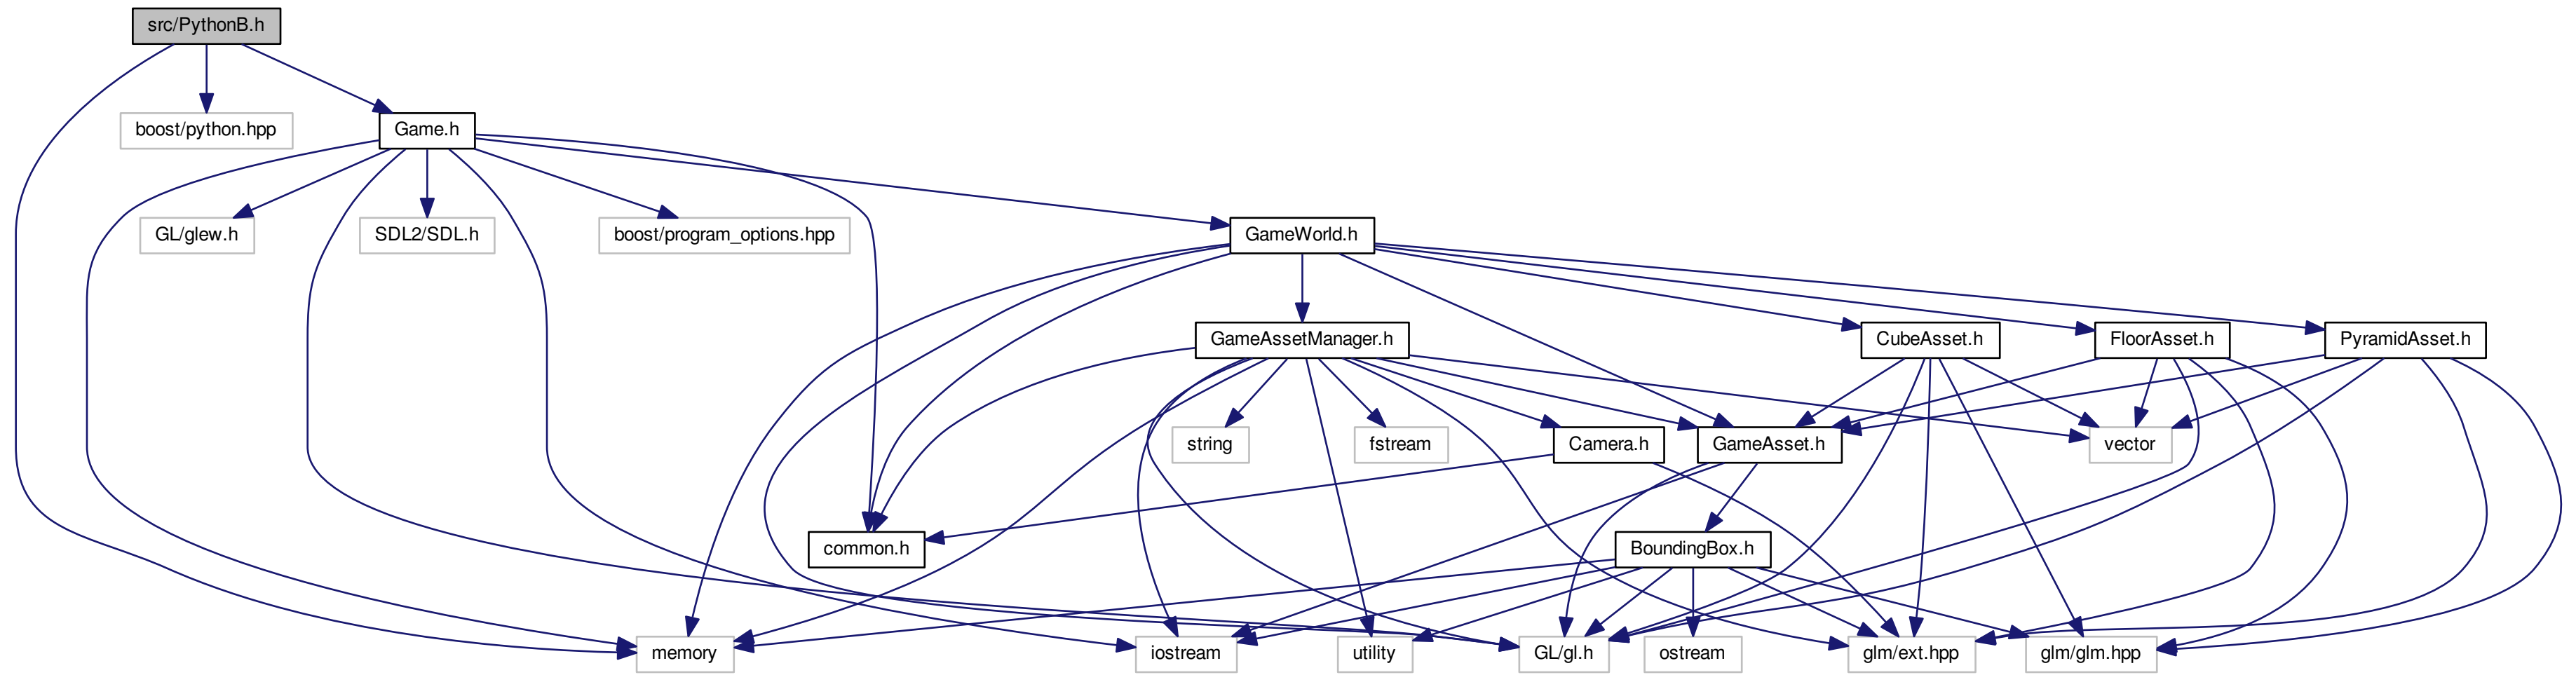 src/PythonB.h
boost/python.hpp
Game.h
GL/glew.h
SDL2/SDL.h
boost/program_options.hpp
GameWorld.h
GameAssetManager.h
CubeAsset.h
FloorAsset.h
PyramidAsset.h
string
fstream
Camera.h
GameAsset.h
vector
common.h
BoundingBox.h
memory
iostream
utility
GL/gl.h
ostream
glm/ext.hpp
glm/glm.hpp